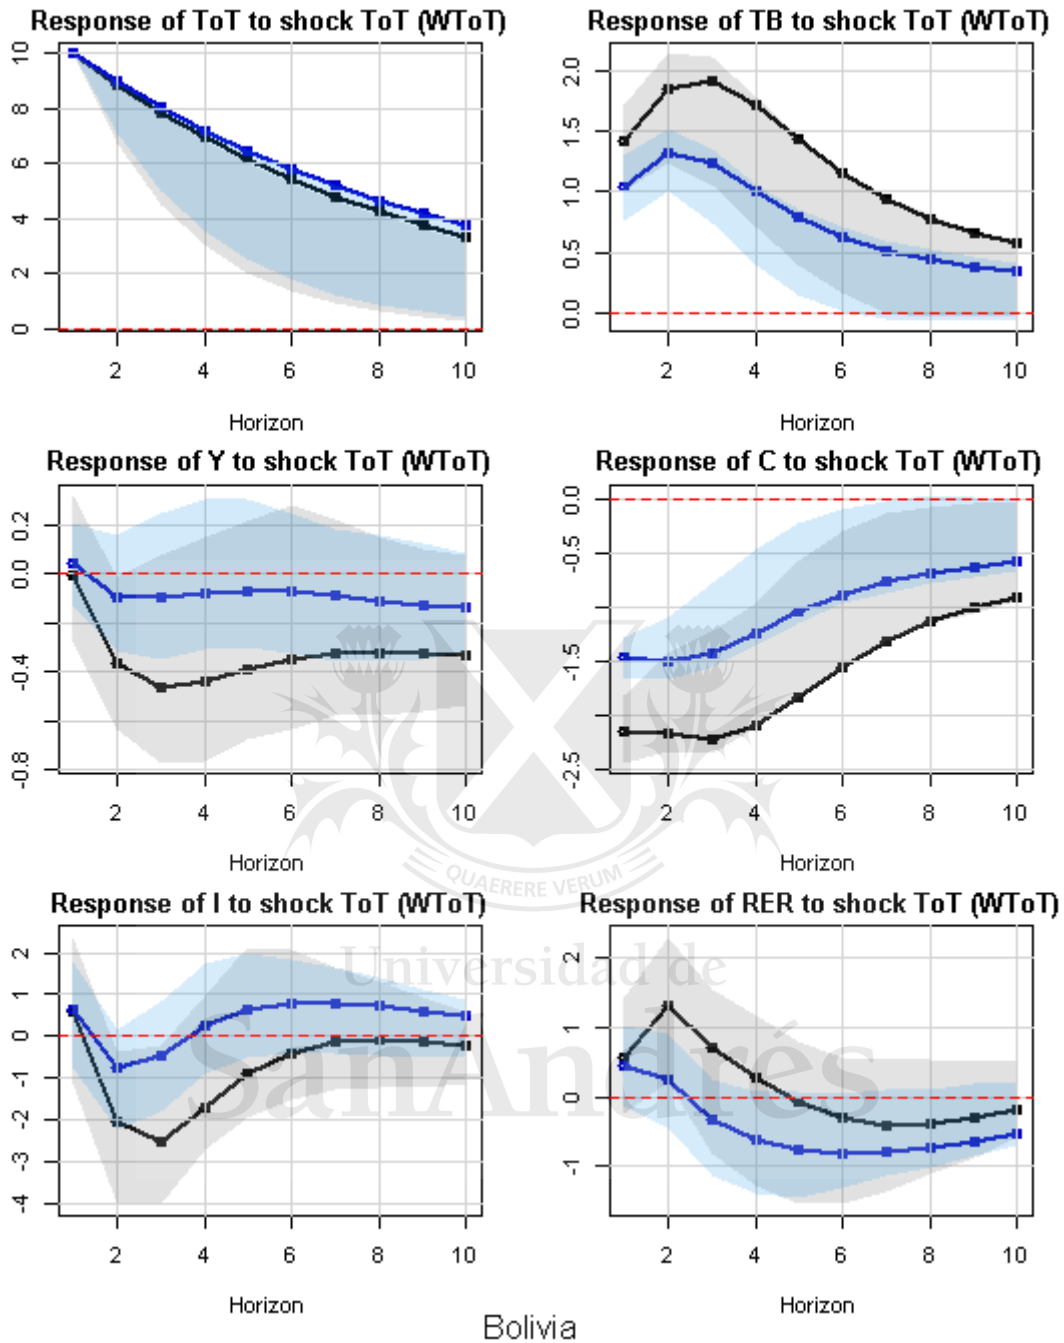 Response of ToT to shock ToT (WToT)
Response of TB to shock ToT (WToT)
10
8
6
4
2
0
2.0
1.5
1.0
0.5
0.0
2 4 6 8 10
2 4 6 8 10
Horizon
Horizon
Response of Y to shock ToT (WToT)
Response of C to shock ToT (WToT)
0.2
0.0
-0.4
-0.8
0.0
-0.5
-1.5
-2.5
2 4 6 8 10
2 4 6 8 10
Horizon
Horizon
QUAERERE VERUM
Response of I to shock ToT (WToT)
Response of RER to shock ToT (WToT)
2
1
0
-1
-2
-3
-4
2
1
0
-1
Universidad de
SanAndrés
2 4 6 8 10
2 4 6 8 10
Horizon
Horizon
Bolivia